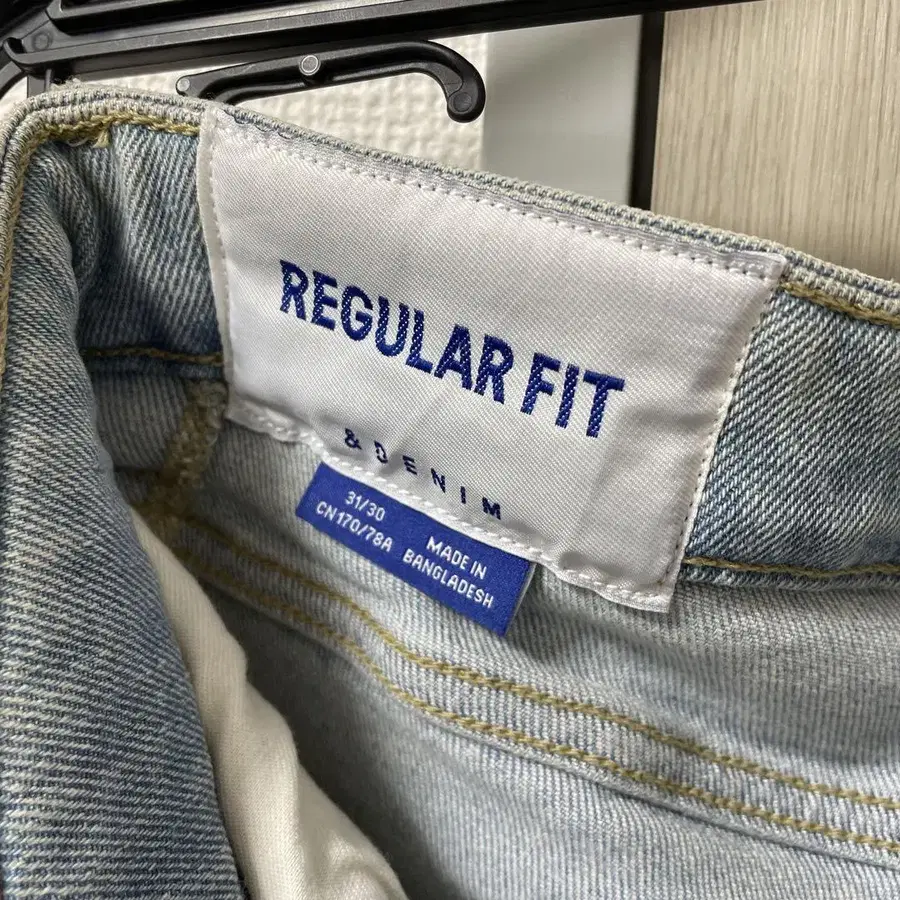 REGULAR FIT
& DENIM
31/30
CN170/78A
MADE IN
BANGLADESH